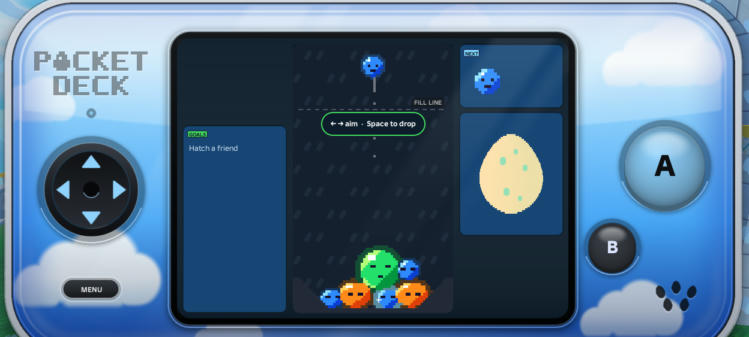 POCKET
DECK
NEXT
FILL LINE
←→ aim · Space to drop
GOALS
Hatch a friend
A
B
MENU